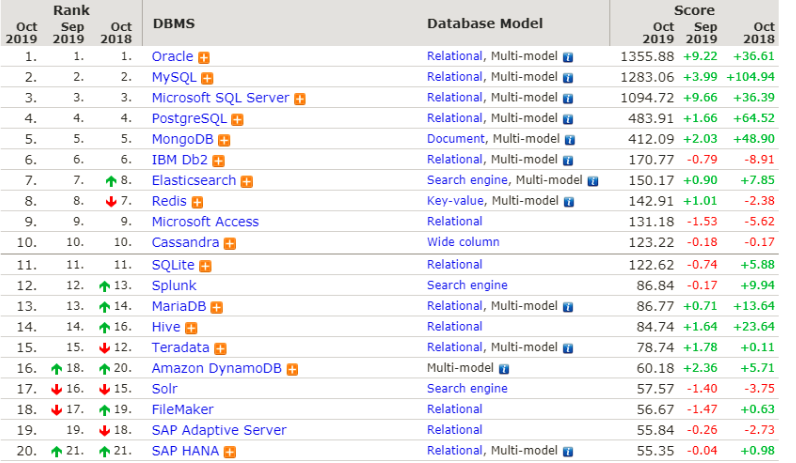 Rank DBMS Database Model Score
Oct 2019 Sep 2019 Oct 2018 Oct 2019 Sep 2019 Oct 2018
1. 1. 1. Oracle Relational, Multi-model 1355.88 +9.22 +36.61
2. 2. 2. MySQL Relational, Multi-model 1283.06 +3.99 +104.94
3. 3. 3. Microsoft SQL Server Relational, Multi-model 1094.72 +9.66 +36.39
4. 4. 4. PostgreSQL Relational, Multi-model 483.91 +1.66 +64.52
5. 5. 5. MongoDB Document, Multi-model 412.09 +2.03 +48.90
6. 6. 6. IBM Db2 Relational, Multi-model 170.77 -0.79 -8.91
7. 7. 8. Elasticsearch Search engine, Multi-model 150.17 +0.90 +7.85
8. 8. 7. Redis Key-value, Multi-model 142.91 +1.01 -2.38
9. 9. 9. Microsoft Access Relational 131.18 -1.53 -5.62
10. 10. 10. Cassandra Wide column 123.22 -0.18 -0.17
11. 11. 11. SQLite Relational 122.62 -0.74 +5.88
12. 12. 13. Splunk Search engine 86.84 -0.17 +9.94
13. 13. 14. MariaDB Relational, Multi-model 86.77 +0.71 +13.64
14. 14. 16. Hive Relational 84.74 +1.64 +23.64
15. 15. 12. Teradata Relational, Multi-model 78.74 +1.78 +0.11
16. 18. 20. Amazon DynamoDB Multi-model 60.18 +2.36 +5.71
17. 16. 15. Solr Search engine 57.57 -1.40 -3.75
18. 17. 19. FileMaker Relational 56.67 -1.47 +0.63
19. 19. 18. SAP Adaptive Server Relational 55.84 -0.26 -2.73
20. 21. 21. SAP HANA Relational, Multi-model 55.35 -0.04 +0.98